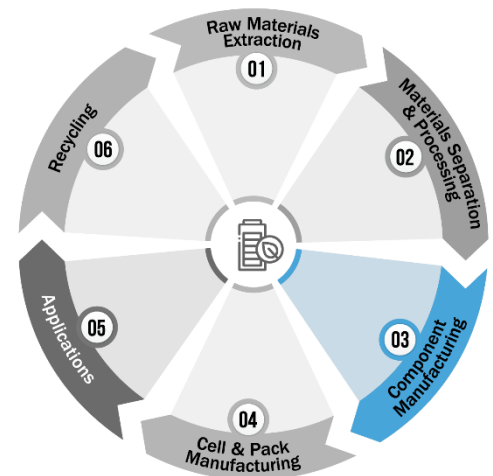 Raw Materials
Extraction
01
Materials Separation
& Processing
02
03
Component
Manufacturing
04
Cell & Pack
Manufacturing
05
Applications
06
Recycling